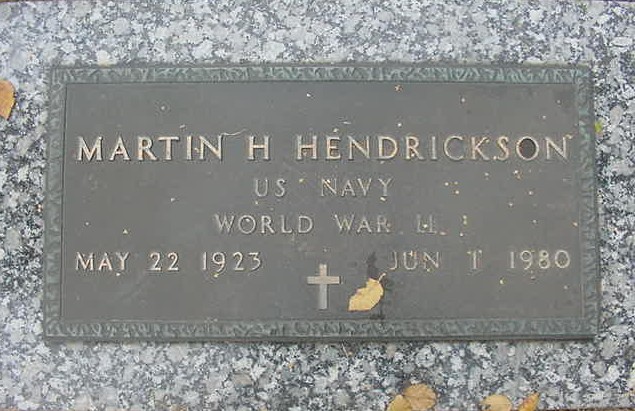 MARTIN H HENDRICKSON
US NAVY
WORLD WAR II
MAY 22 1923 JUN 1 1980